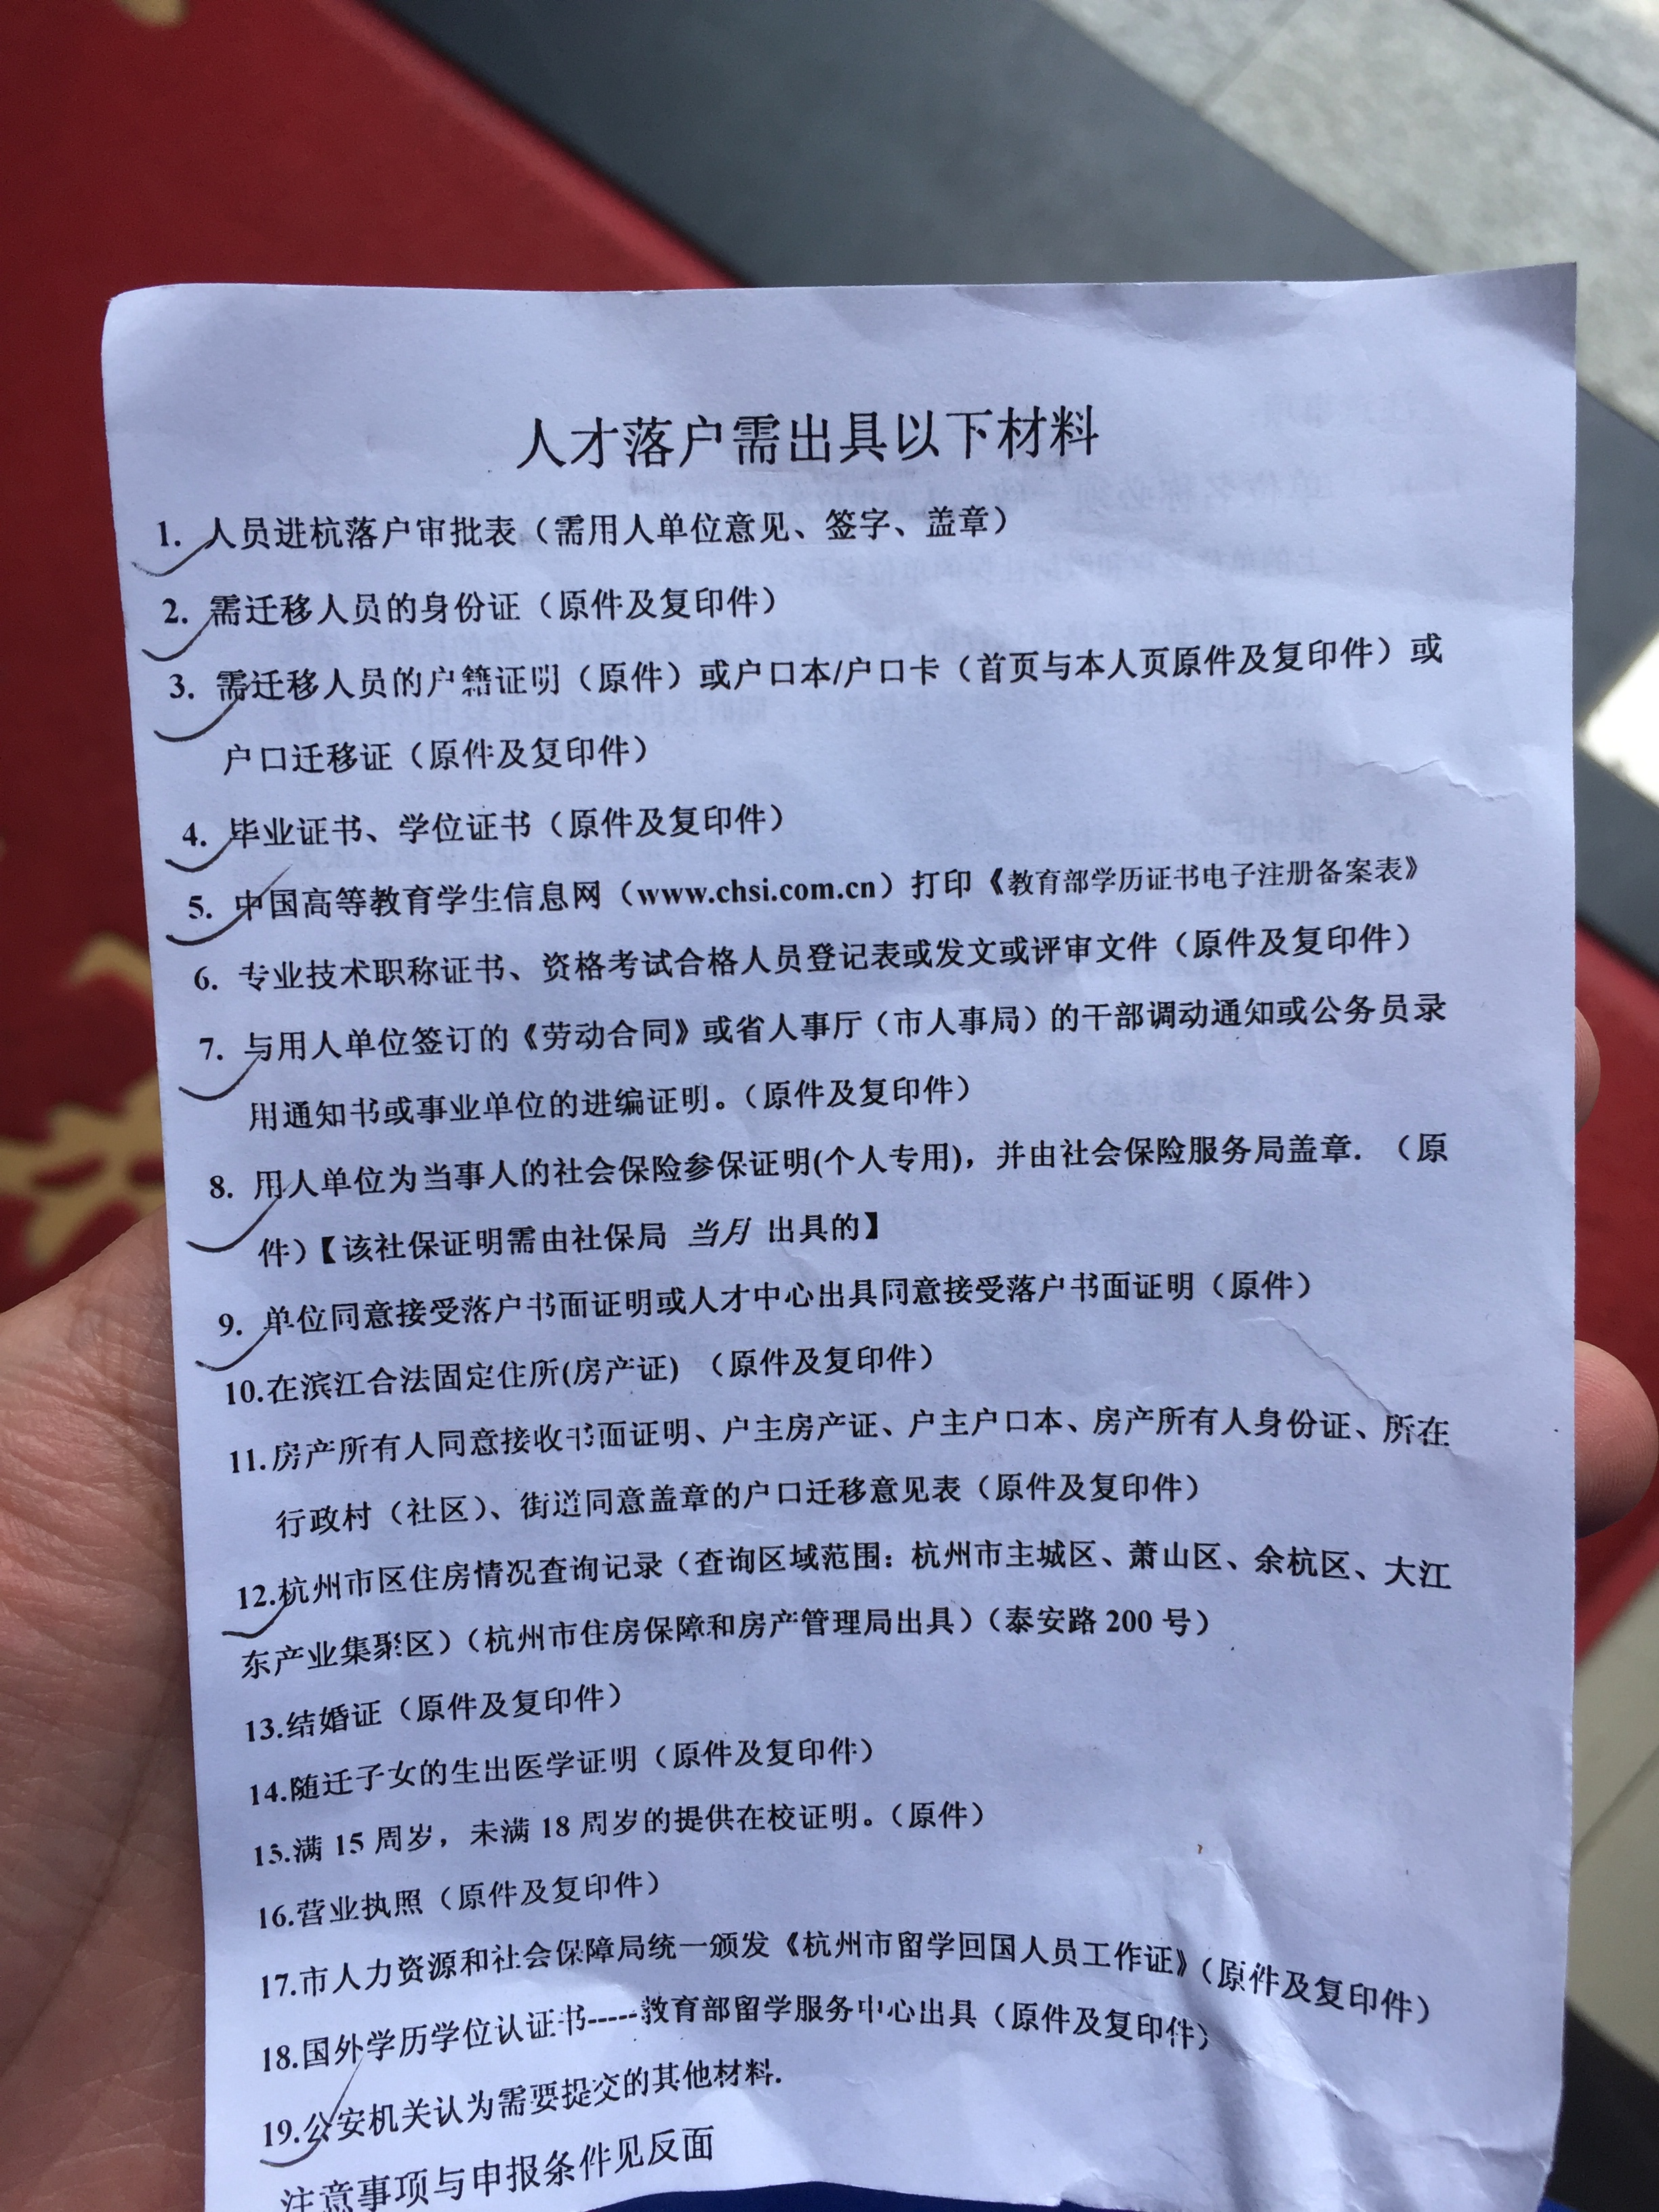 人才落户需出具以下材料
1. 人员进杭落户审批表（需用人单位意见、签字、盖章）
2. 需迁移人员的身份证（原件及复印件）
3. 需迁移人员的户籍证明（原件）或户口本/户口卡（首页与本人页原件及复印件）或
户口迁移证（原件及复印件）
4. 毕业证书、学位证书（原件及复印件）
5. 中国高等教育学生信息网（www.chsi.com.cn）打印《教育部学历证书电子注册备案表》
6. 专业技术职称证书、资格考试合格人员登记表或发文或评审文件（原件及复印件）
7. 与用人单位签订的《劳动合同》或省人事厅（市人事局）的干部调动通知或公务员录
用通知书或事业单位的进编证明。（原件及复印件）
8. 用人单位为当事人的社会保险参保证明(个人专用)，并由社会保险服务局盖章. （原
件）【该社保证明需由社保局 当月 出具的】
9. 单位同意接受落户书面证明或人才中心出具同意接受落户书面证明（原件）
10.在滨江合法固定住所(房产证) （原件及复印件）
11.房产所有人同意接收书面证明、户主房产证、户主户口本、房产所有人身份证、所在
行政村（社区）、街道同意盖章的户口迁移意见表（原件及复印件）
12.杭州市区住房情况查询记录（查询区域范围：杭州市主城区、萧山区、余杭区、大江
东产业集聚区）（杭州市住房保障和房产管理局出具）（泰安路 200 号）
13.结婚证（原件及复印件）
14.随迁子女的生出医学证明（原件及复印件）
15.满 15 周岁，未满 18 周岁的提供在校证明。（原件）
16.营业执照（原件及复印件）
17.市人力资源和社会保障局统一颁发《杭州市留学回国人员工作证》（原件及复印件）
18.国外学历学位认证书-----教育部留学服务中心出具（原件及复印件）
19.公安机关认为需要提交的其他材料.
注意事项与申报条件见反面